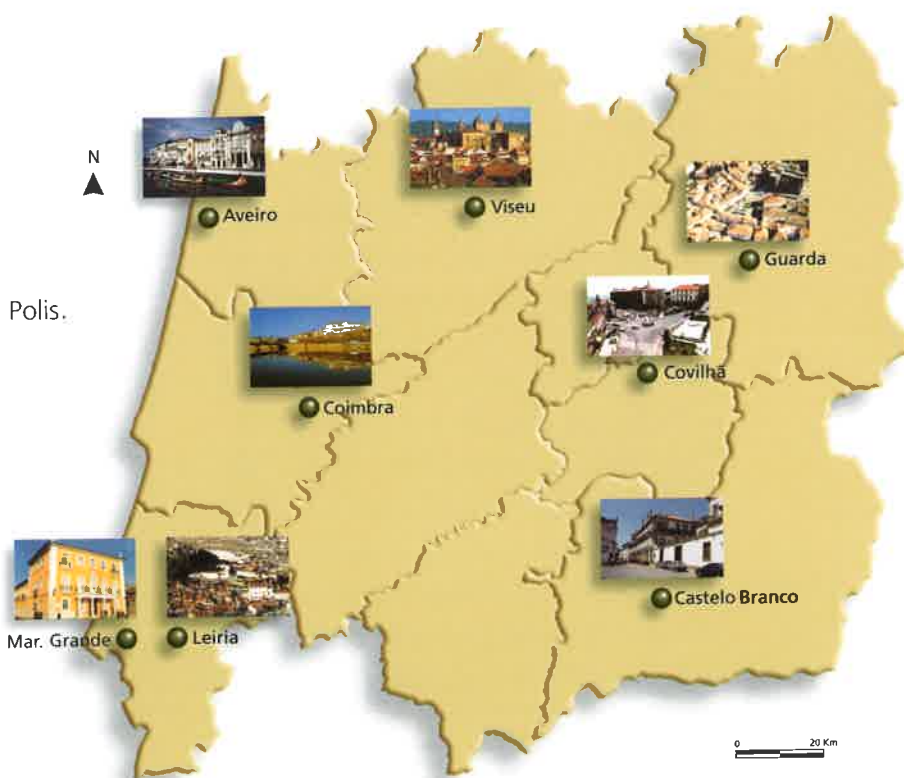 N
Aveiro
Viseu
Guarda
Polis.
Covilhã
Coimbra
Castelo Branco
Mar. Grande
Leiria
0 20 Km